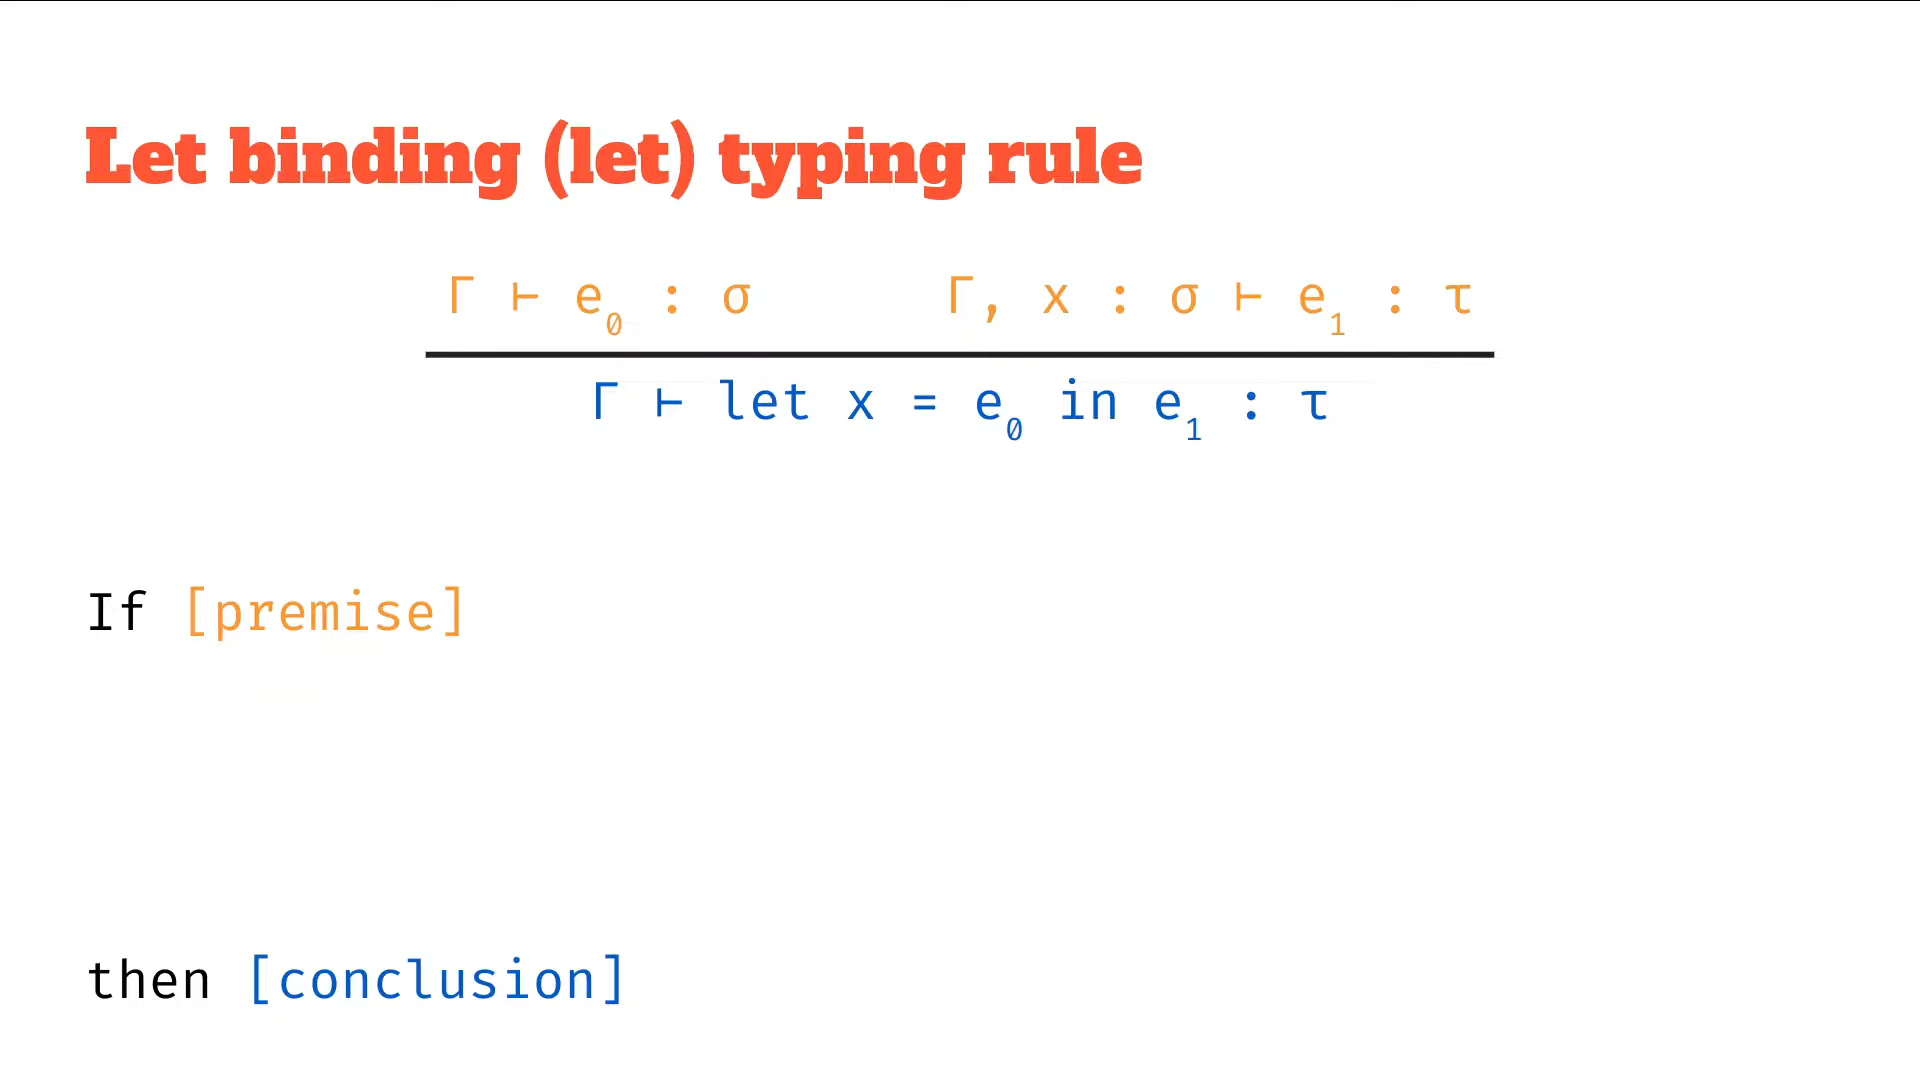 Let binding (let) typing rule
Γ ⊢ e₀ : σ Γ, x : σ ⊢ e₁ : τ
Γ ⊢ let x = e₀ in e₁ : τ
If [premise]
then [conclusion]